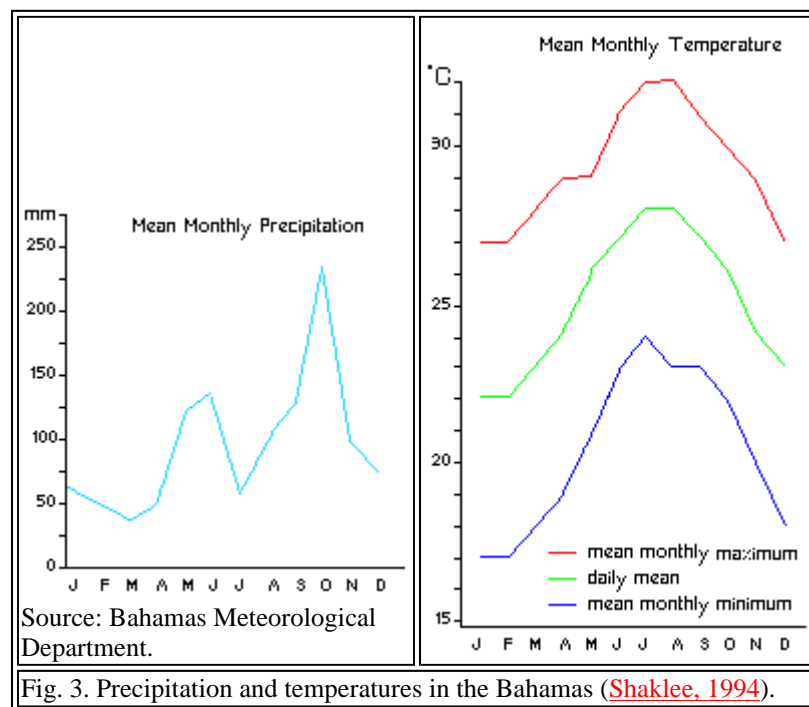 mm
Mean Monthly Precipitation
250
200
150
100
50
0
J F M A M J J A S O N D
Source: Bahamas Meteorological
Department.
Mean Monthly Temperature
°C
30
25
20
15
mean monthly maximum
daily mean
mean monthly minimum
J F M A M J J A S O N D
Fig. 3. Precipitation and temperatures in the Bahamas (Shaklee, 1994).